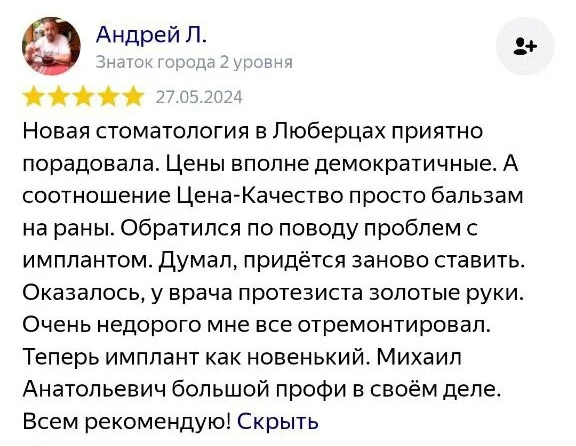 Андрей Л.
Знаток города 2 уровня
27.05.2024
Новая стоматология в Люберцах приятно
порадовала. Цены вполне демократичные. А
соотношение Цена-Качество просто бальзам
на раны. Обратился по поводу проблем с
имплантом. Думал, придётся заново ставить.
Оказалось, у врача протезиста золотые руки.
Очень недорого мне все отремонтировал.
Теперь имплант как новенький. Михаил
Анатольевич большой профи в своём деле.
Всем рекомендую! Скрыть